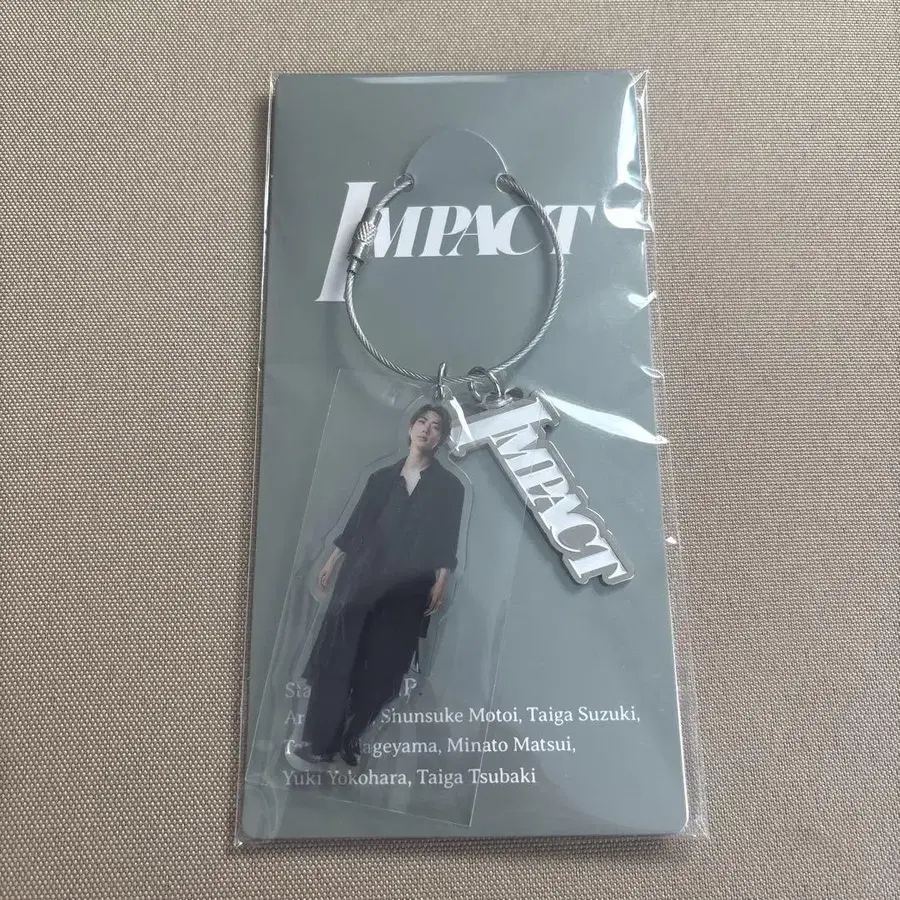 IMPACT
IMPACT
Shunsuke Motoi, Taiga Suzuki,
Minato Matsui,
Yuki Yokohara, Taiga Tsubaki